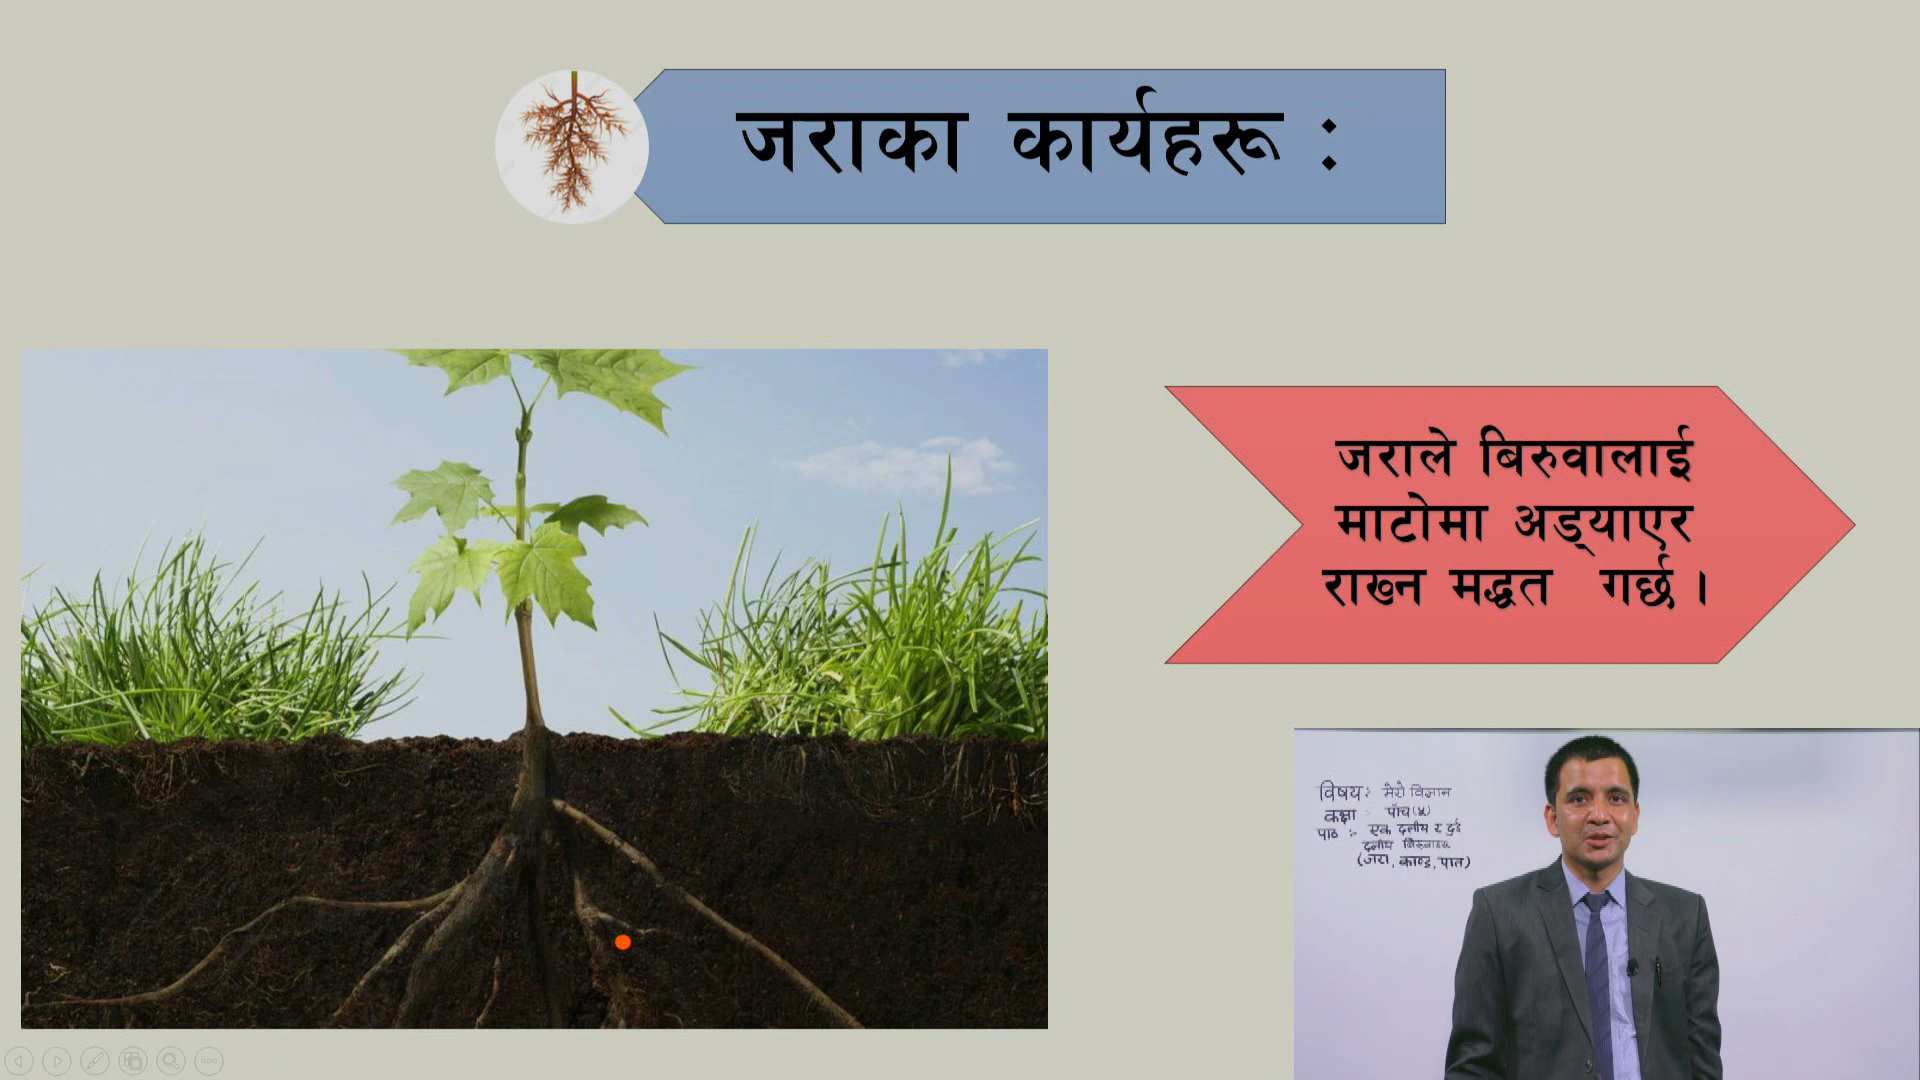 जराका कार्यहरू :
जराले बिरुवालाई
माटोमा अड्याएर
राख्न मद्धत गर्छ ।
विषय: मेरो विज्ञान
कक्षा : पाँच (५)
पाठ :- एक दलीय र दुई
दलीय बिरुवाहरू
(जरा, काण्ड, पात)